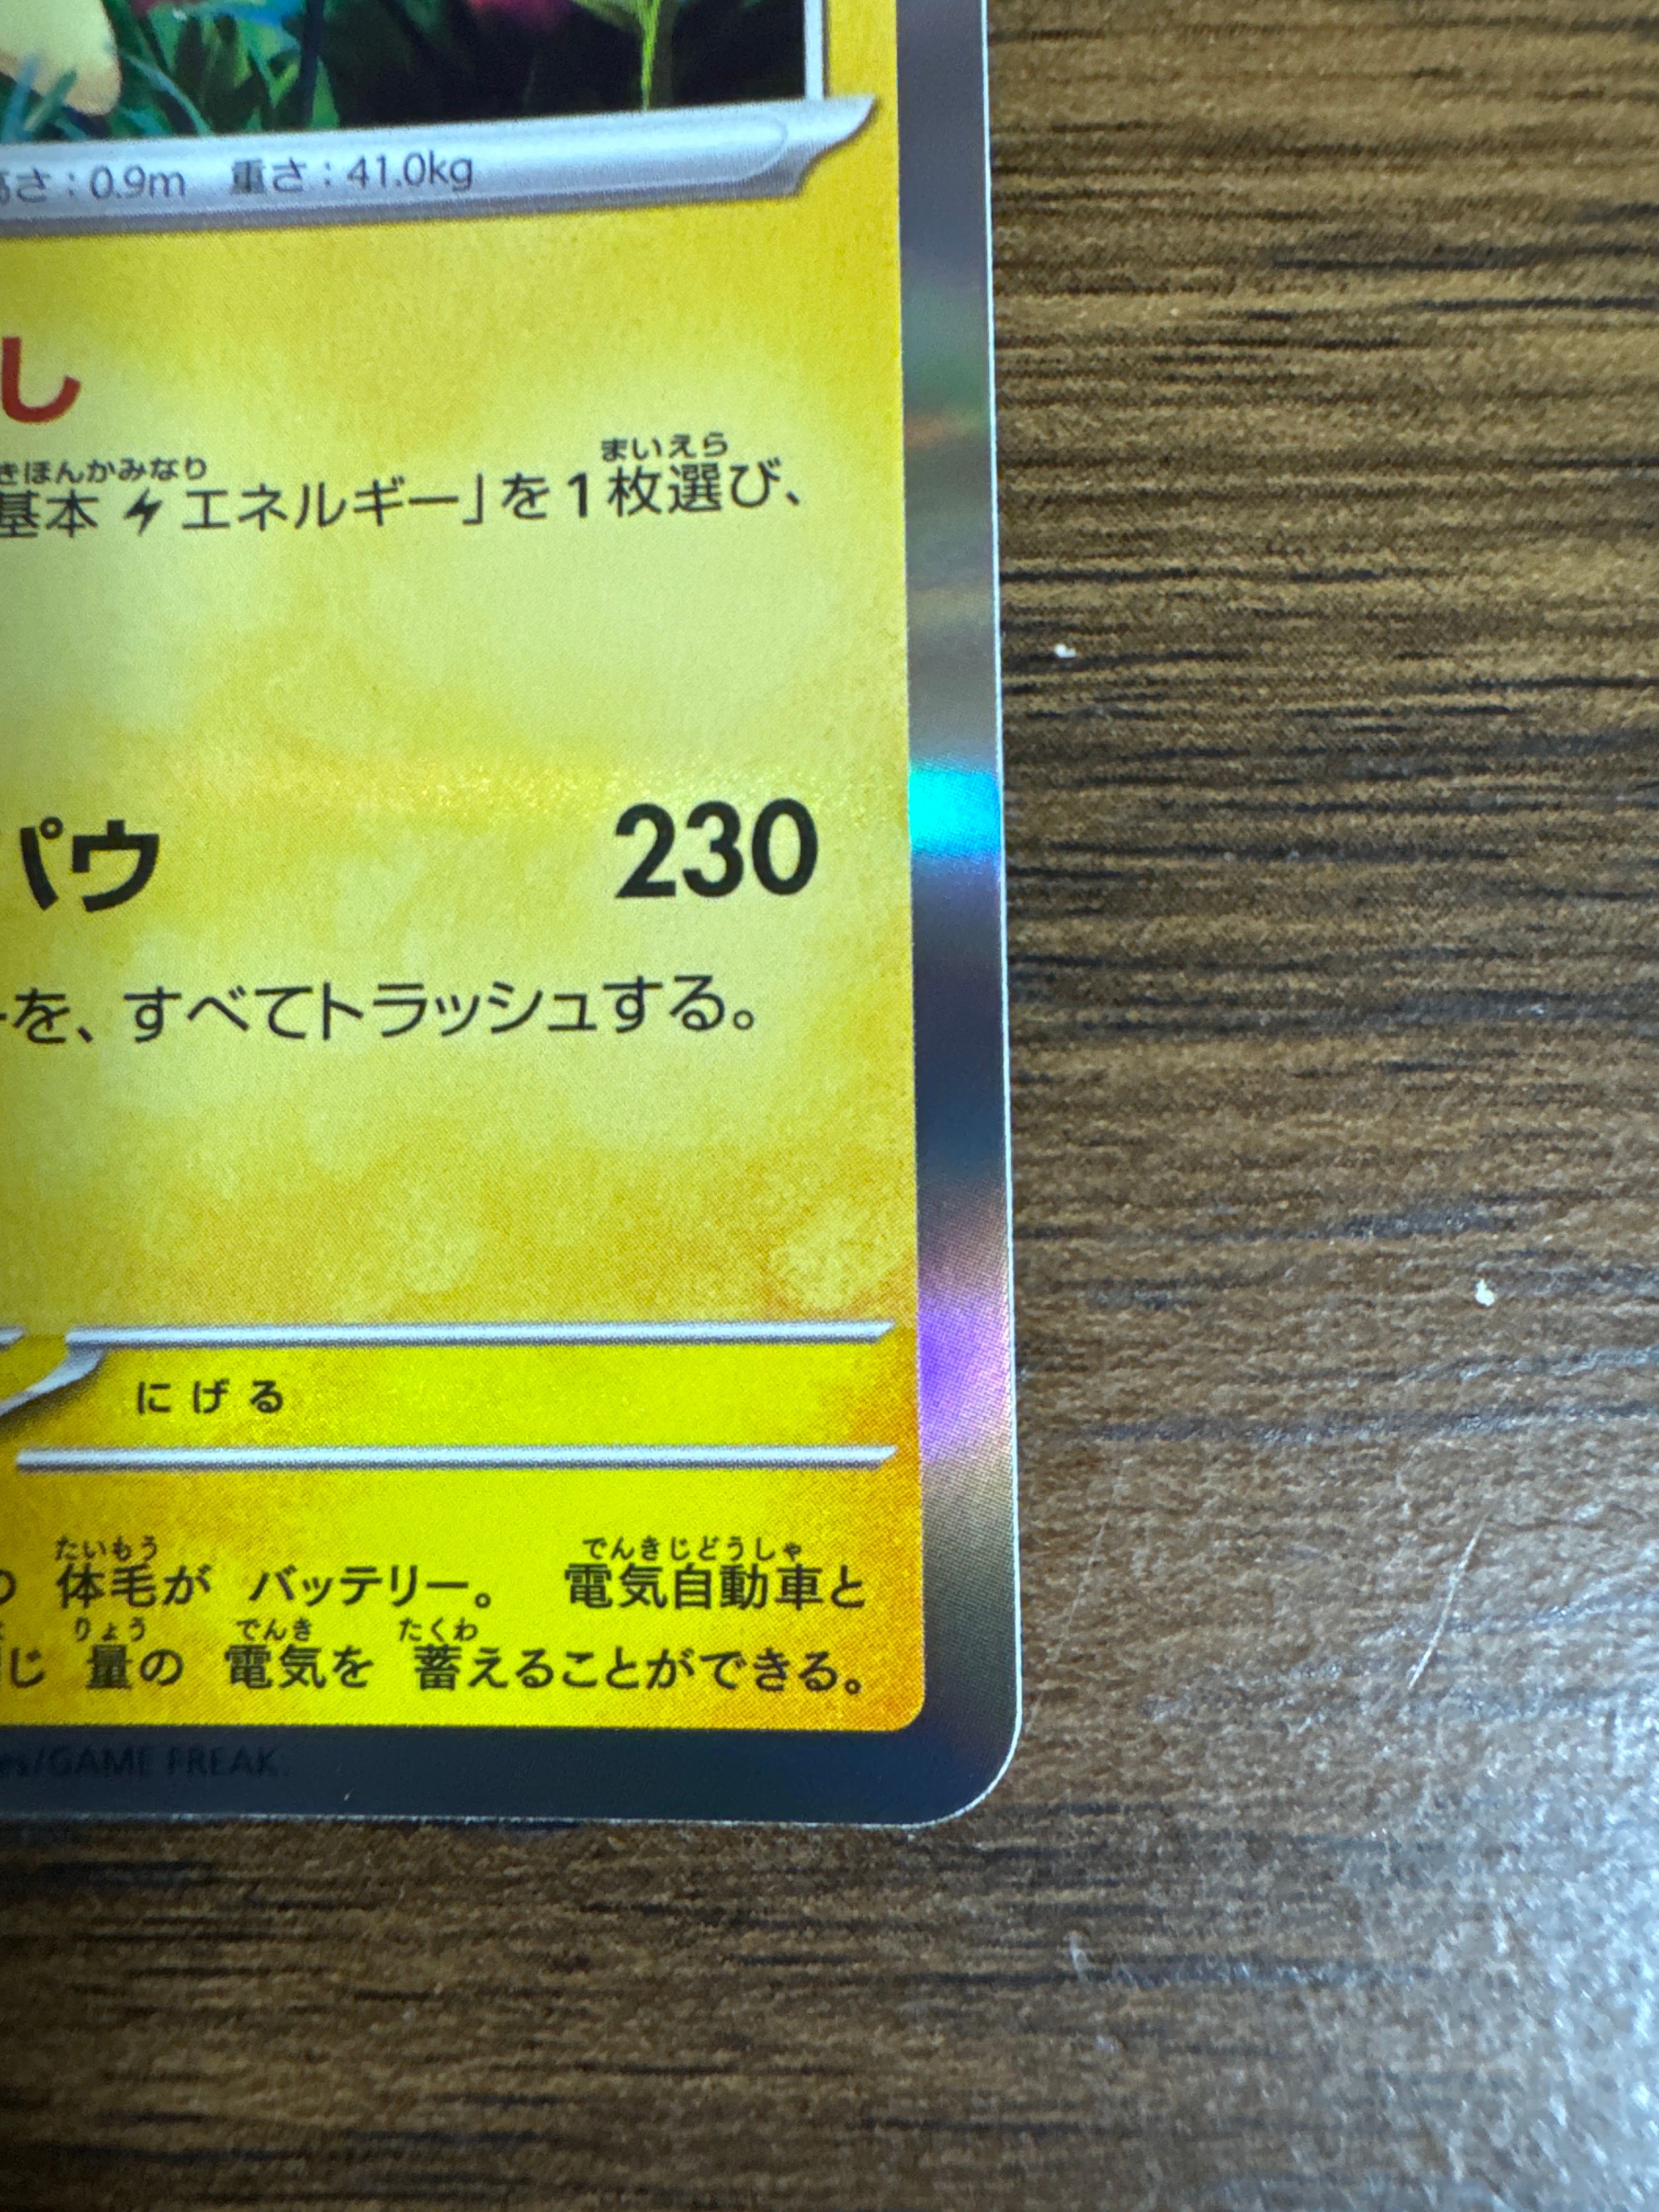 高さ：0.9m　重さ：41.0kg
し
きほんかみなり　まいえら
基本エネルギー」を1枚選び、
パウ　230
を、すべてトラッシュする。
にげる
たいもう　でんきじどうしゃ
体毛が　バッテリー。　電気自動車と
りょう　でんき　たくわ
じ　量の　電気を　蓄えることができる。
es/GAME FREAK.